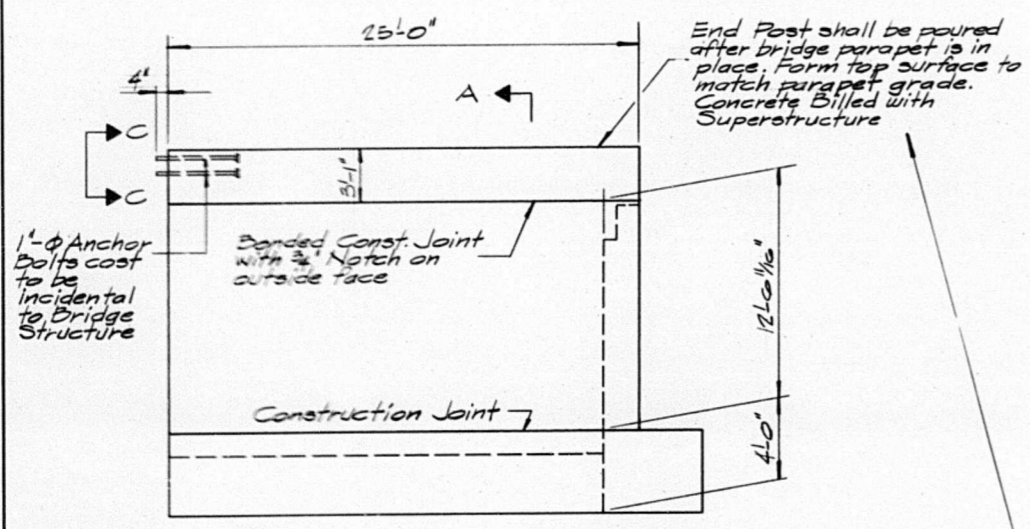 25'-0"
End Post shall be poured
after bridge parapet is in
place. Form top surface to
match parapet grade.
Concrete Billed with
Superstructure
4"
A
C
C
3'-1"
1"-Φ Anchor
Bolts cost
to be
incidental
to Bridge
Structure
Bonded Const. Joint
with ¾" Notch on
outside face
12'-6 11/16"
Construction Joint
4'-0"